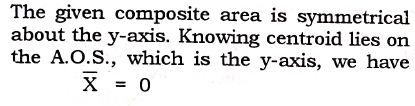 The given composite area is symmetrical
about the y-axis. Knowing centroid lies on
the A.O.S., which is the y-axis, we have
X̅ = 0